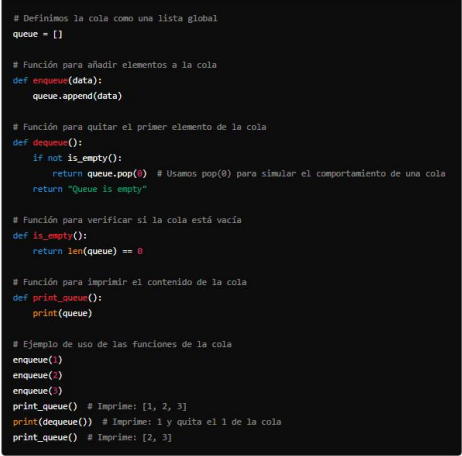 # Definimos la cola como una lista global
queue = []
# Función para añadir elementos a la cola
def enqueue(data):
    queue.append(data)
# Función para quitar el primer elemento de la cola
def dequeue():
    if not is_empty():
        return queue.pop(0)  # Usamos pop(0) para simular el comportamiento de una cola
    return "Queue is empty"
# Función para verificar si la cola está vacía
def is_empty():
    return len(queue) == 0
# Función para imprimir el contenido de la cola
def print_queue():
    print(queue)
# Ejemplo de uso de las funciones de la cola
enqueue(1)
enqueue(2)
enqueue(3)
print_queue()  # Imprime: [1, 2, 3]
print(dequeue())  # Imprime: 1 y quita el 1 de la cola
print_queue()  # Imprime: [2, 3]